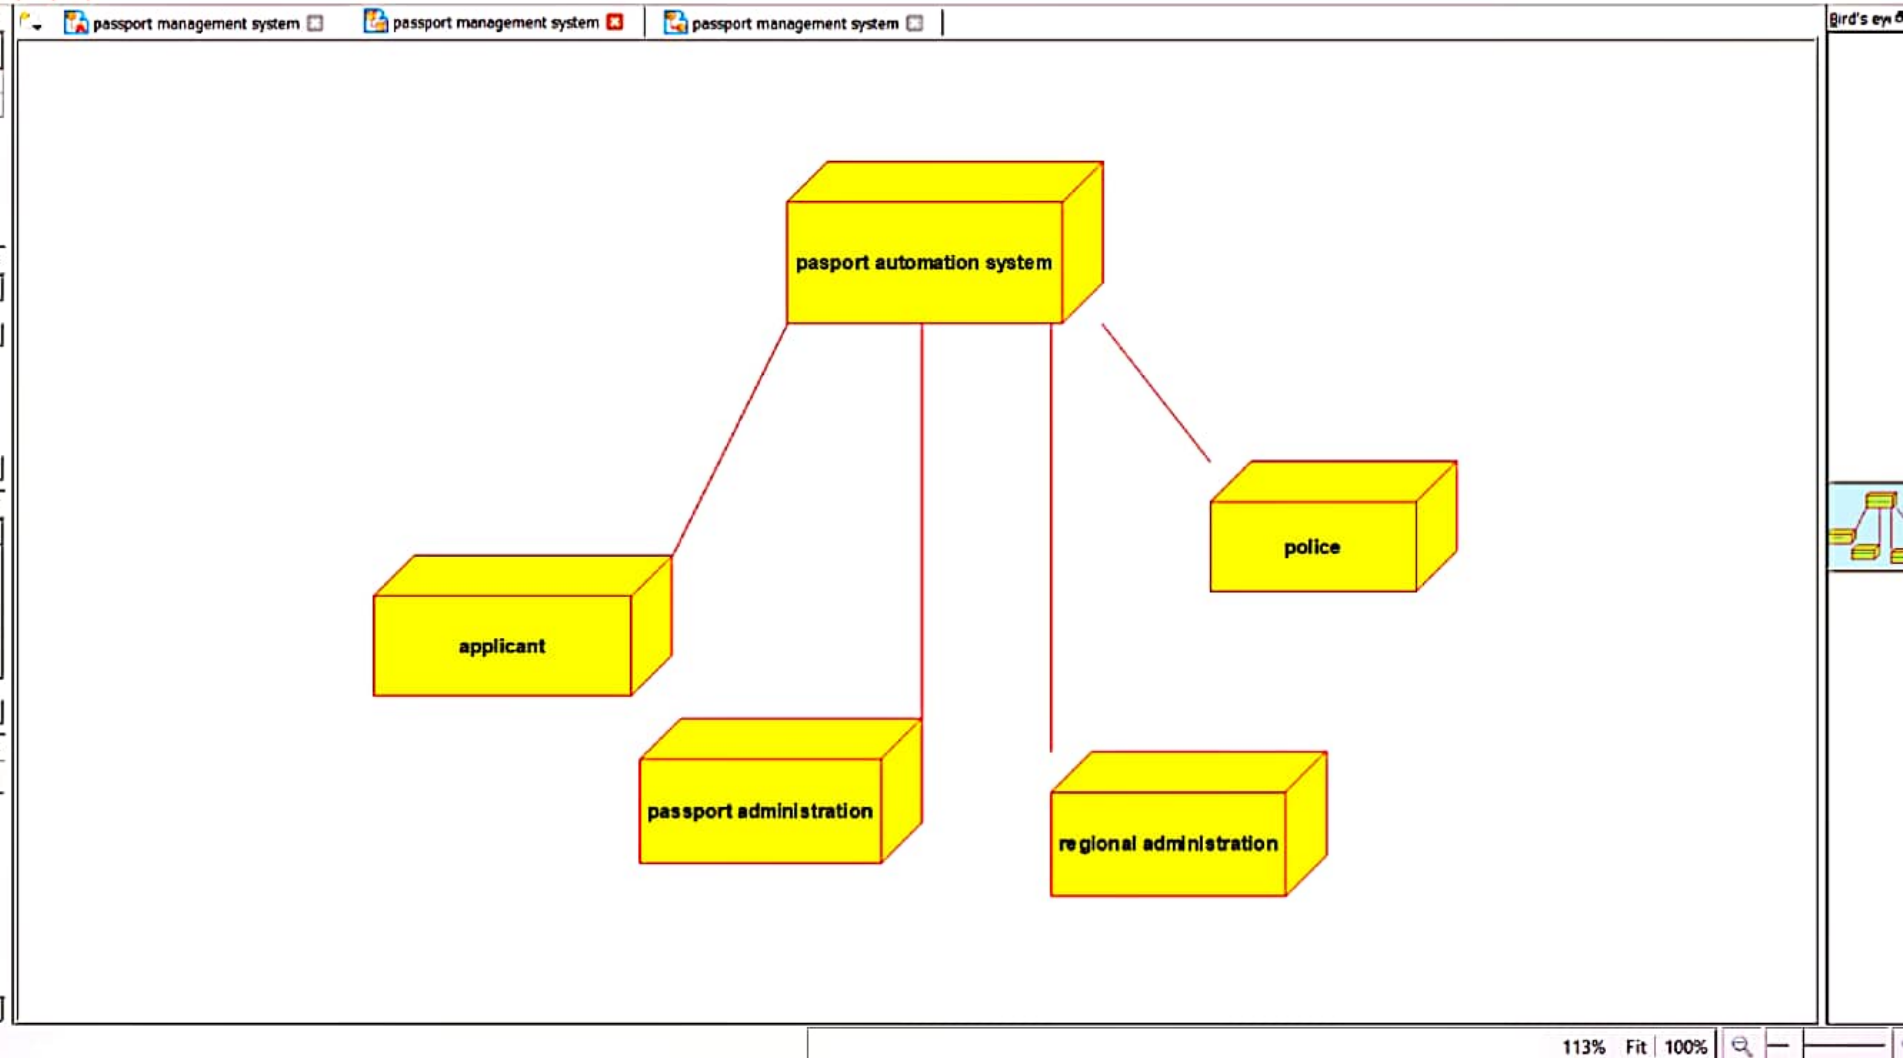 passport management system
passport management system
passport management system
Bird's eye
pasport automation system
police
applicant
passport administration
regional administration
113% Fit 100%